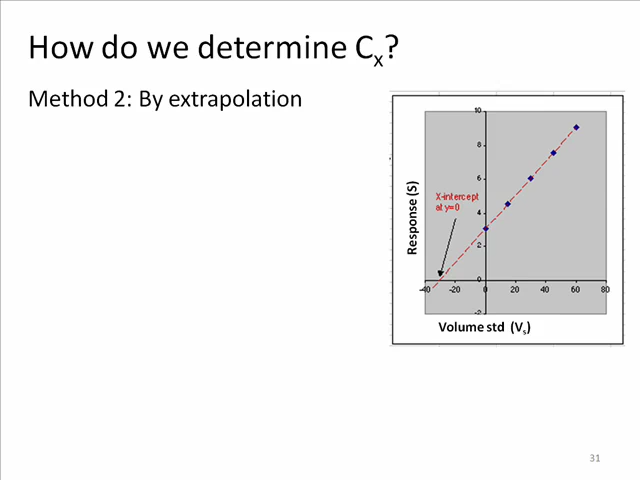 How do we determine Cx?
Method 2: By extrapolation
10
8
6
4
2
0
-2
X-intercept
at y=0
-40 -20 0 20 40 60 80
Response (S)
Volume std (Vs)
31